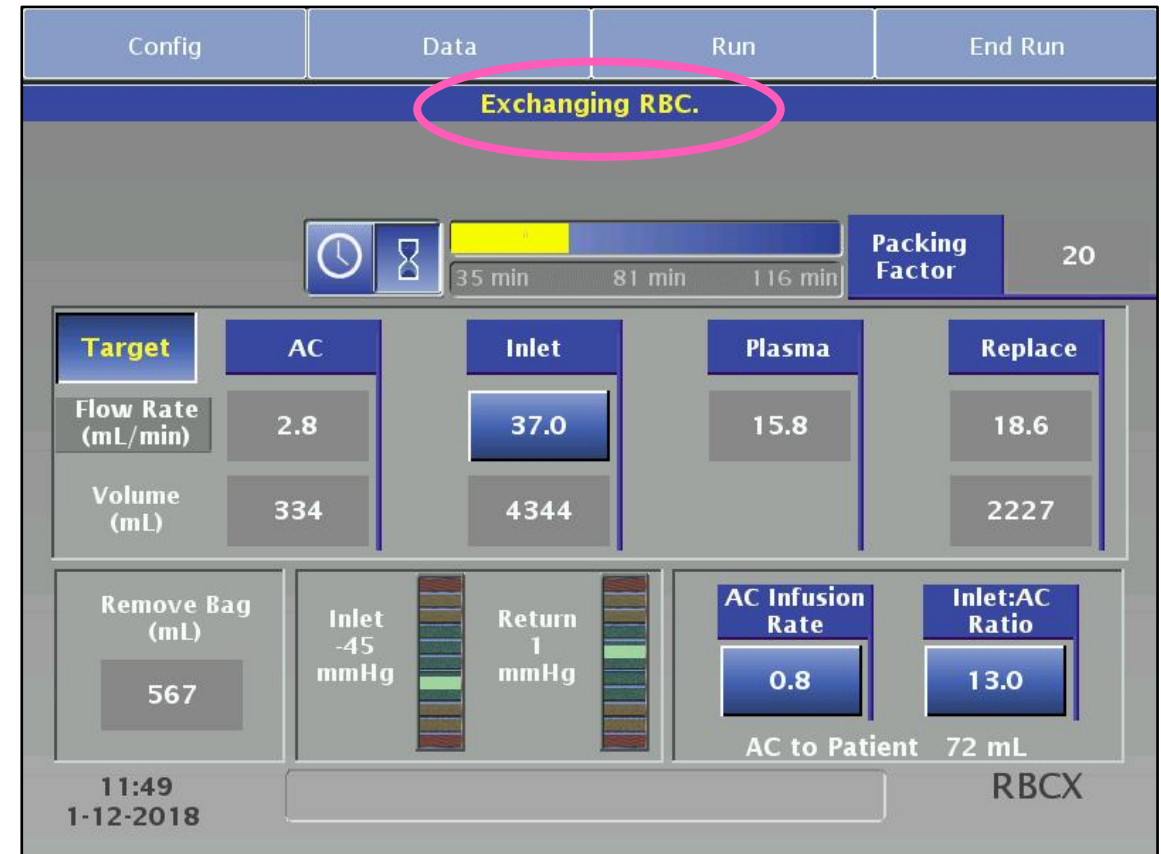 Config Data Run End Run
Exchanging RBC.
35 min 81 min 116 min
Packing
Factor
20
Target AC Inlet Plasma Replace
Flow Rate
(mL/min)
2.8 37.0 15.8 18.6
Volume
(mL)
334 4344 2227
Remove Bag
(mL)
567
Inlet
-45
mmHg
Return
1
mmHg
AC Infusion
Rate
0.8
Inlet:AC
Ratio
13.0
AC to Patient 72 mL
11:49
1-12-2018
RBCX